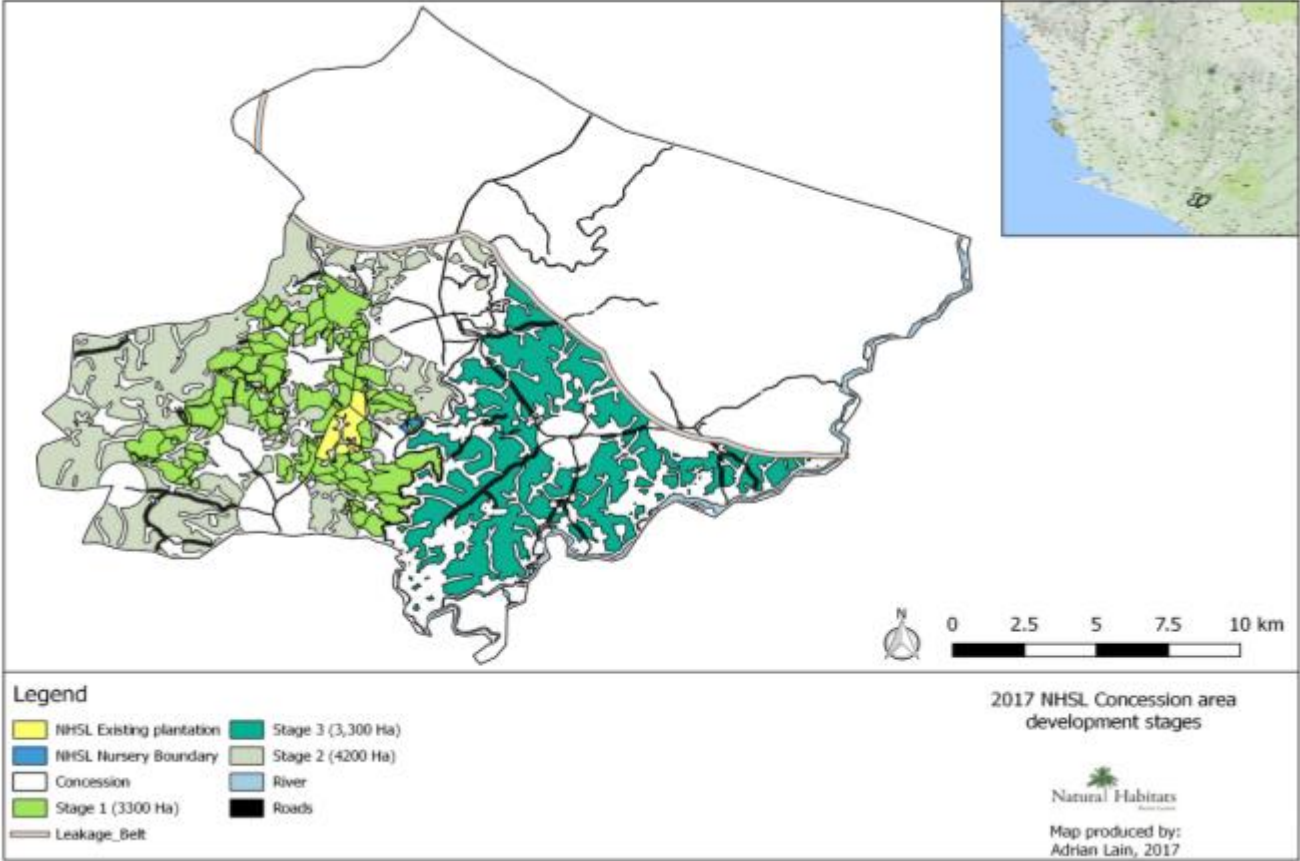 N
0 2.5 5 7.5 10 km
Legend
NHSL Existing plantation
NHSL Nursery Boundary
Concession
Stage 1 (3300 Ha)
Leakage_Belt
Stage 3 (3,300 Ha)
Stage 2 (4200 Ha)
River
Roads
2017 NHSL Concession area
development stages
Natural Habitats
Map produced by:
Adrian Lain, 2017